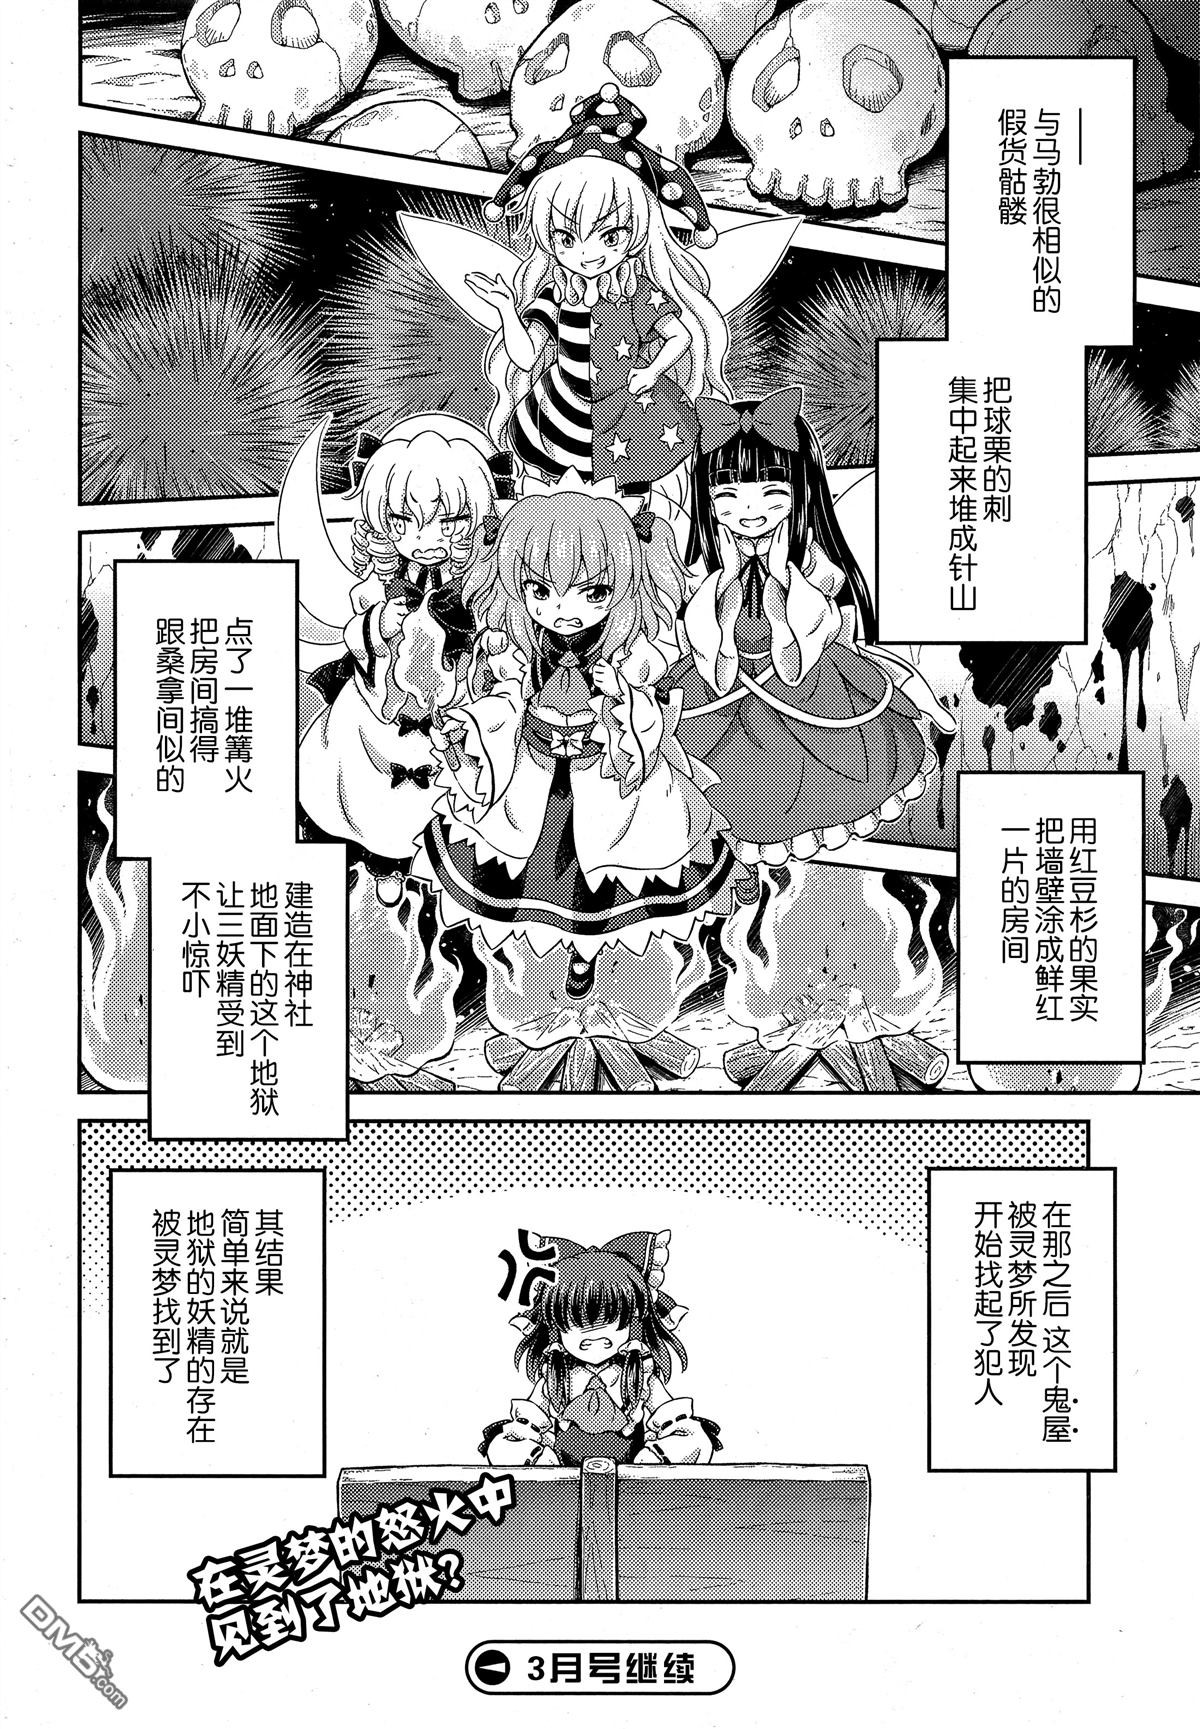 ——
与马勃很相似的
假货骷髅
把球栗的刺
集中起来堆成针山
用红豆杉的果实
把墙壁涂成鲜红
一片的房间
点了一堆篝火
把房间搞得
跟桑拿间似的
建造在神社
地面下的这个地狱
让三妖精受到
不小惊吓
在那之后 这个鬼屋
被灵梦所发现
开始找起了犯人
其结果
简单来说就是
地狱的妖精的存在
被灵梦找到了
在灵梦的怒火中
见到了地狱?
3月号继续
DM5